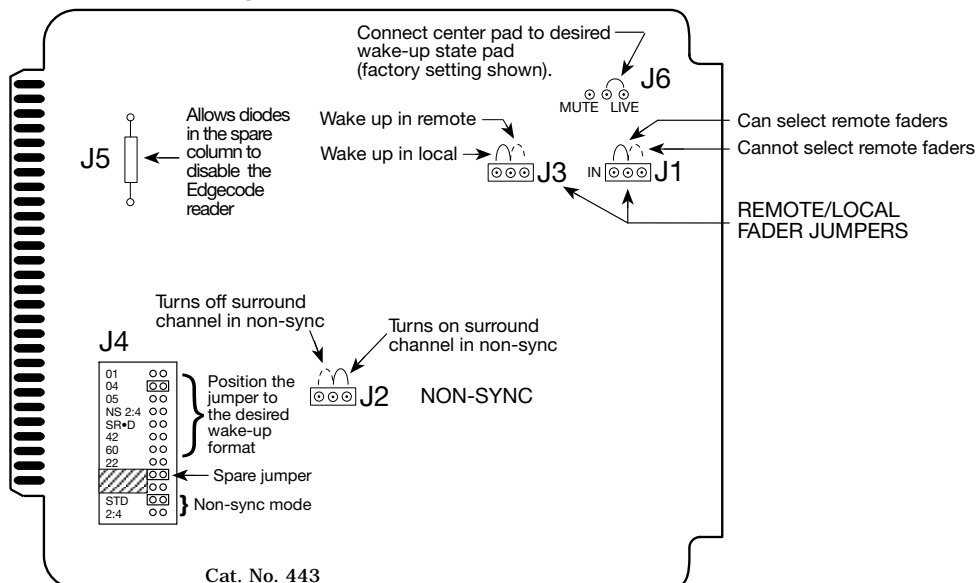 Connect center pad to desired
wake-up state pad
(factory setting shown).
J6
MUTE LIVE
J5
Allows diodes
in the spare
column to
disable the
Edgecode
reader
Wake up in remote
Wake up in local
J3
IN
J1
Can select remote faders
Cannot select remote faders
REMOTE/LOCAL
FADER JUMPERS
Turns off surround
channel in non-sync
Turns on surround
channel in non-sync
J2
NON-SYNC
J4
01
04
05
NS 2:4
SR•D
42
60
22
STD
2:4
Position the
jumper to
the desired
wake-up
format
Spare jumper
Non-sync mode
Cat. No. 443